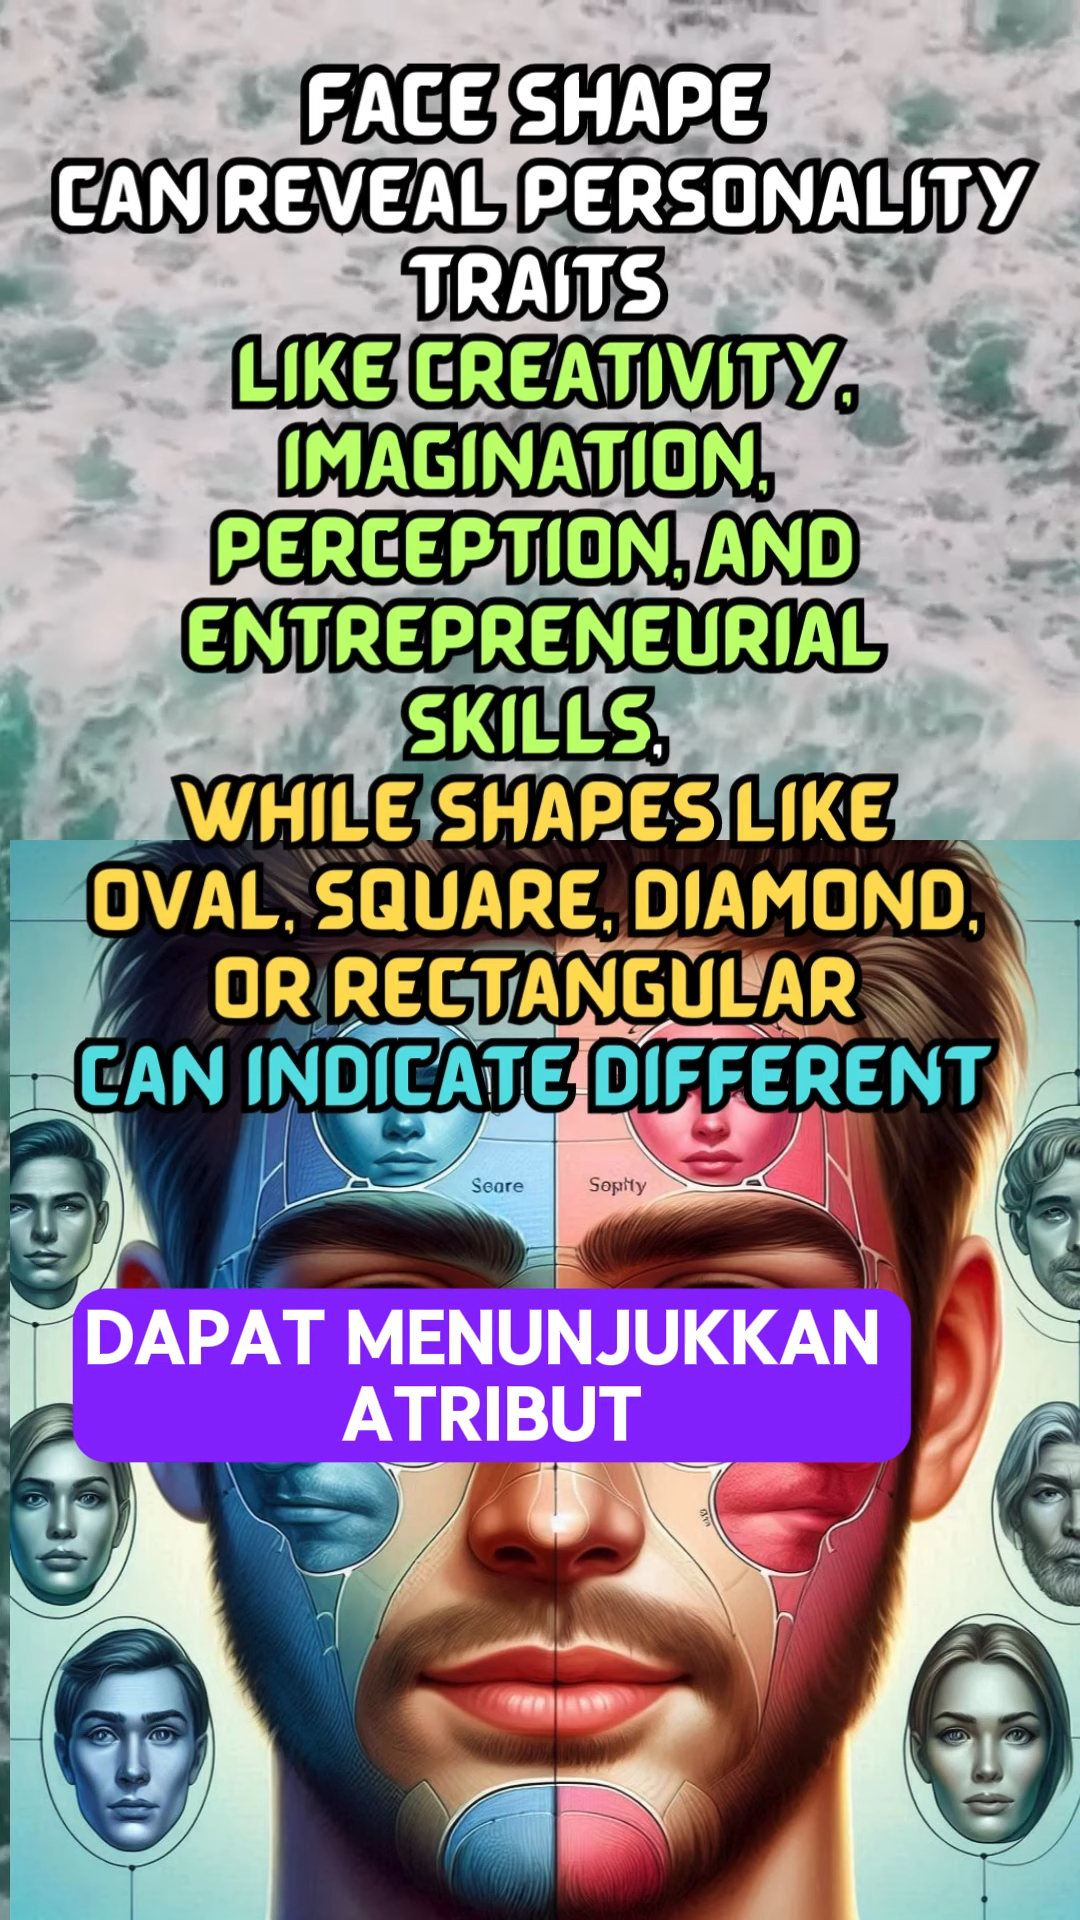 FACE SHAPE
CAN REVEAL PERSONALITY
TRAITS
LIKE CREATIVITY,
IMAGINATION,
PERCEPTION, AND
ENTREPRENEURIAL
SKILLS,
WHILE SHAPES LIKE
OVAL, SQUARE, DIAMOND,
OR RECTANGULAR
CAN INDICATE DIFFERENT
Soare Sophty
DAPAT MENUNJUKKAN
ATRIBUT